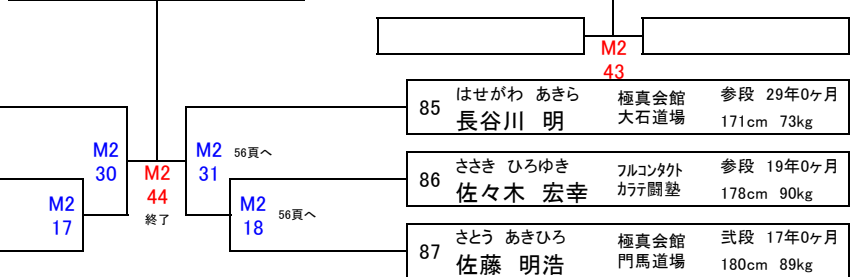 M2
43
85 はせがわ あきら 極真会館 参段 29年0ヶ月
長谷川 明 大石道場 171cm 73kg
M2
30
M2
44
終了
M2
31
56頁へ
86 ささき ひろゆき フルコンタクト 参段 19年0ヶ月
佐々木 宏幸 カラテ闘塾 178cm 90kg
M2
17
M2
18
56頁へ
87 さとう あきひろ 極真会館 弐段 17年0ヶ月
佐藤 明浩 門馬道場 180cm 89kg